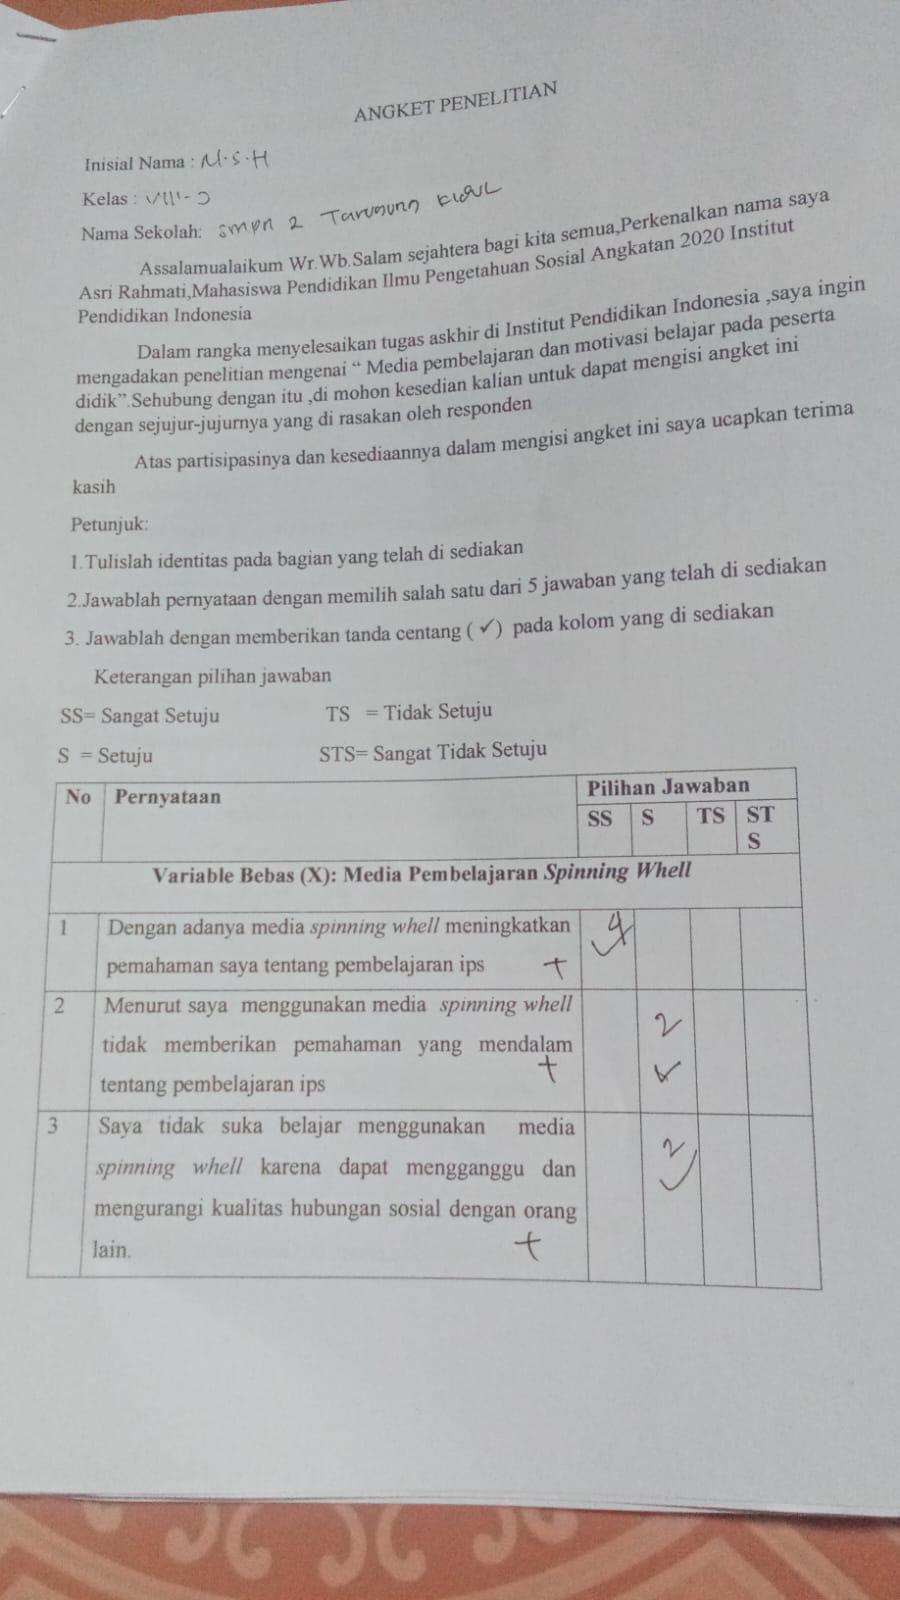 ANGKET PENELITIAN
Inisial Nama : M.S.H
Kelas : VIII-D
Nama Sekolah: SMPN 2 Tarogong kidul
Assalamualaikum Wr.Wb.Salam sejahtera bagi kita semua,Perkenalkan nama saya
Asri Rahmati,Mahasiswa Pendidikan Ilmu Pengetahuan Sosial Angkatan 2020 Institut
Pendidikan Indonesia
Dalam rangka menyelesaikan tugas askhir di Institut Pendidikan Indonesia ,saya ingin
mengadakan penelitian mengenai “ Media pembelajaran dan motivasi belajar pada peserta
didik”.Sehubung dengan itu ,di mohon kesedian kalian untuk dapat mengisi angket ini
dengan sejujur-jujurnya yang di rasakan oleh responden
Atas partisipasinya dan kesediaannya dalam mengisi angket ini saya ucapkan terima
kasih
Petunjuk:
1.Tulislah identitas pada bagian yang telah di sediakan
2.Jawablah pernyataan dengan memilih salah satu dari 5 jawaban yang telah di sediakan
3. Jawablah dengan memberikan tanda centang ( ✓ ) pada kolom yang di sediakan
Keterangan pilihan jawaban
SS= Sangat Setuju TS = Tidak Setuju
S = Setuju STS= Sangat Tidak Setuju
No Pernyataan Pilihan Jawaban
SS S TS ST
S
Variable Bebas (X): Media Pembelajaran Spinning Whell
1 Dengan adanya media spinning whell meningkatkan 4
pemahaman saya tentang pembelajaran ips + ✓
2 Menurut saya menggunakan media spinning whell 2
tidak memberikan pemahaman yang mendalam ✓
tentang pembelajaran ips +
3 Saya tidak suka belajar menggunakan media 2
spinning whell karena dapat mengganggu dan ✓
mengurangi kualitas hubungan sosial dengan orang
lain. +